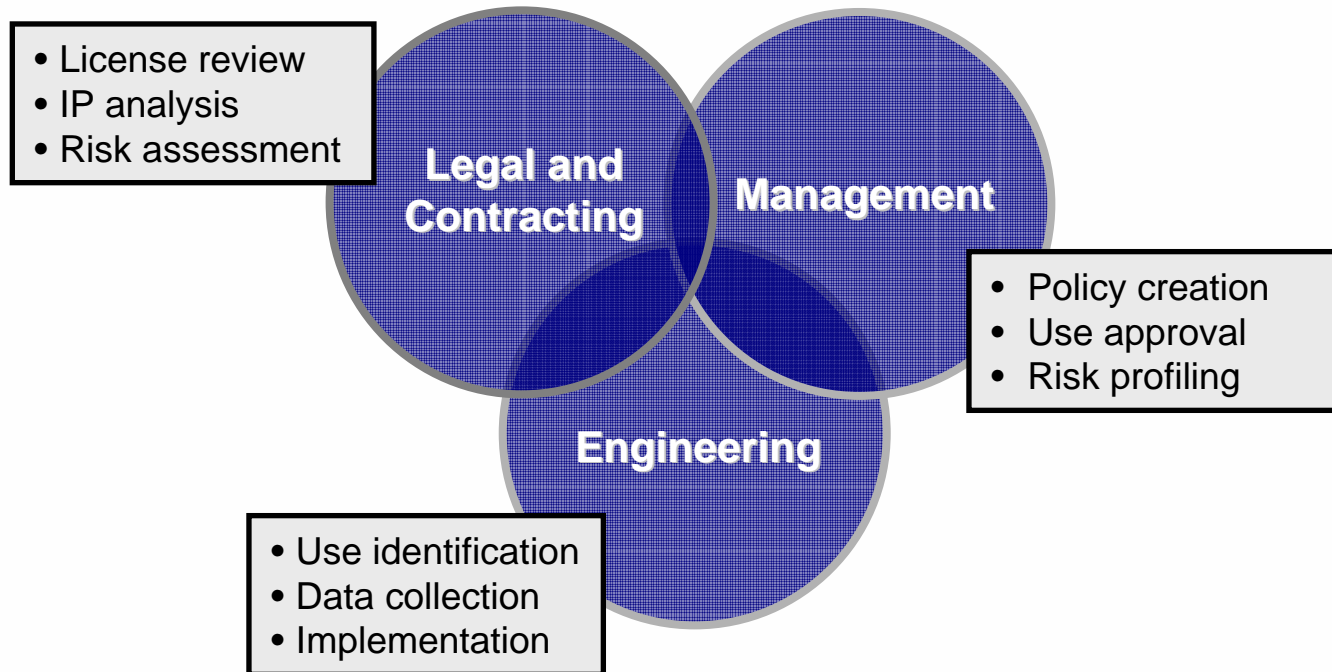 • License review
• IP analysis
• Risk assessment
Legal and
Contracting
Management
• Policy creation
• Use approval
• Risk profiling
Engineering
• Use identification
• Data collection
• Implementation